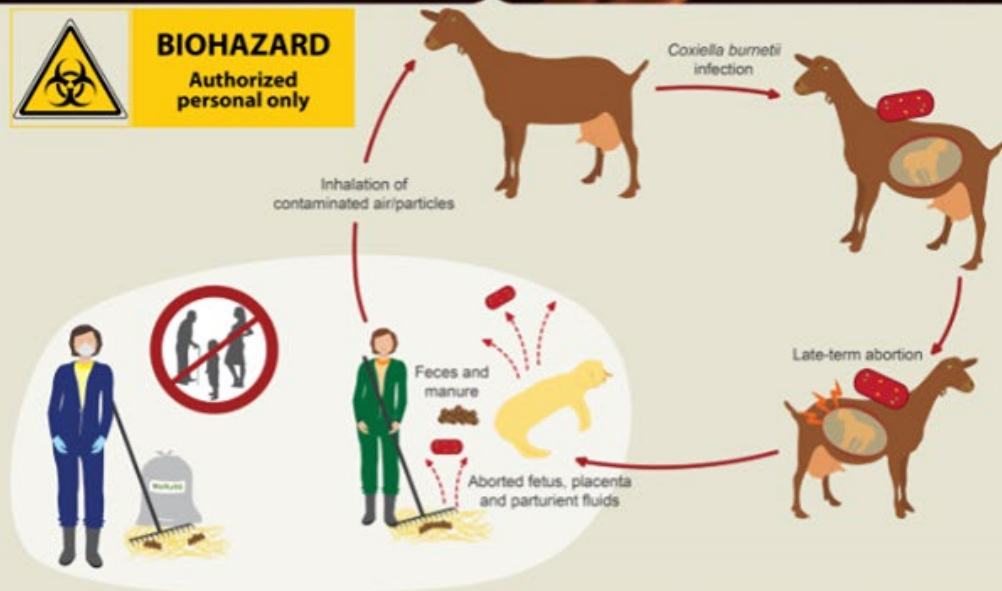 BIOHAZARD
Authorized
personal only
Coxiella burnetii
infection
Inhalation of
contaminated air/particles
Late-term abortion
Feces and
manure
Aborted fetus, placenta
and parturient fluids